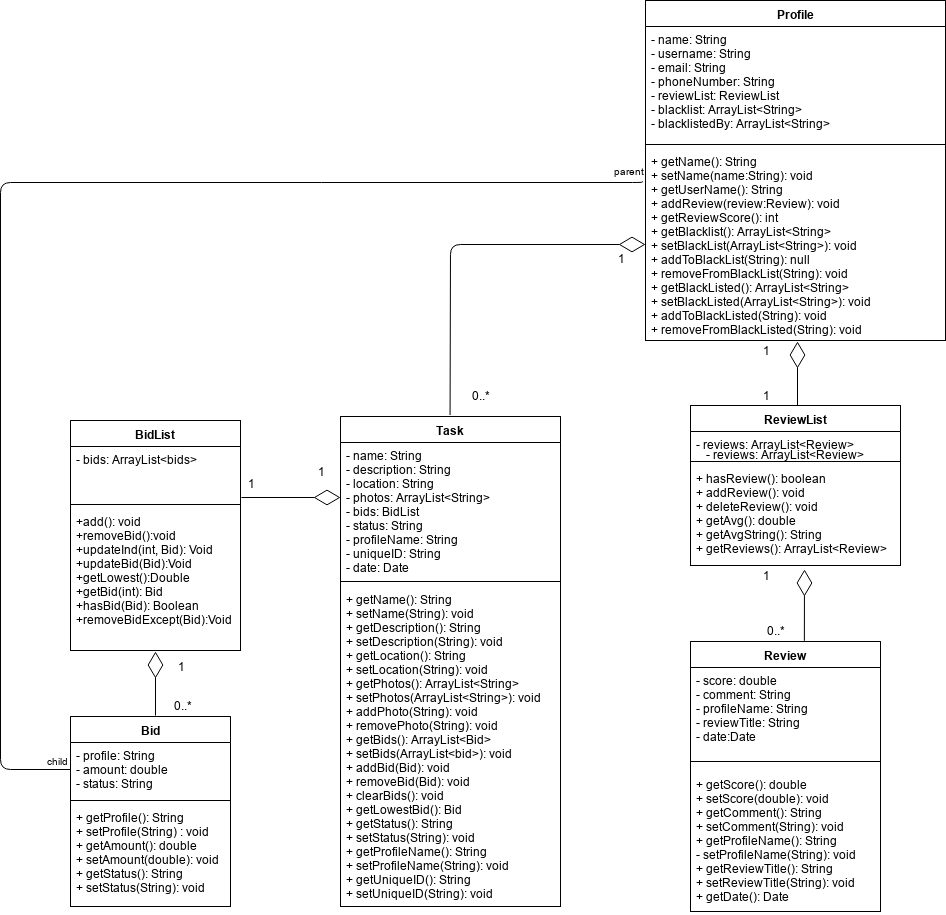 Profile
- name: String
- username: String
- email: String
- phoneNumber: String
- reviewList: ReviewList
- blacklist: ArrayList<String>
- blacklistedBy: ArrayList<String>
+ getName(): String
+ setName(name:String): void
+ getUserName(): String
+ addReview(review:Review): void
+ getReviewScore(): int
+ getBlacklist(): ArrayList<String>
+ setBlackList(ArrayList<String>): void
+ addToBlackList(String): null
+ removeFromBlackList(String): void
+ getBlackListed(): ArrayList<String>
+ setBlackListed(ArrayList<String>): void
+ addToBlackListed(String): void
+ removeFromBlackListed(String): void
parent
1
0..*
1
1
BidList
- bids: ArrayList<bids>
+add(): void
+removeBid():void
+updateInd(int, Bid): Void
+updateBid(Bid):Void
+getLowest():Double
+getBid(int): Bid
+hasBid(Bid): Boolean
+removeBidExcept(Bid):Void
1
1
Task
- name: String
- description: String
- location: String
- photos: ArrayList<String>
- bids: BidList
- status: String
- profileName: String
- uniqueID: String
- date: Date
+ getName(): String
+ setName(String): void
+ getDescription(): String
+ setDescription(String): void
+ getLocation(): String
+ setLocation(String): void
+ getPhotos(): ArrayList<String>
+ setPhotos(ArrayList<String>): void
+ addPhoto(String): void
+ removePhoto(String): void
+ getBids(): ArrayList<Bid>
+ setBids(ArrayList<bid>): void
+ addBid(Bid): void
+ removeBid(Bid): void
+ clearBids(): void
+ getLowestBid(): Bid
+ getStatus(): String
+ setStatus(String): void
+ getProfileName(): String
+ setProfileName(String): void
+ getUniqueID(): String
+ setUniqueID(String): void
ReviewList
- reviews: ArrayList<Review>
- reviews: ArrayList<Review>
+ hasReview(): boolean
+ addReview(): void
+ deleteReview(): void
+ getAvg(): double
+ getAvgString(): String
+ getReviews(): ArrayList<Review>
1
0..*
1
0..*
child
Bid
- profile: String
- amount: double
- status: String
+ getProfile(): String
+ setProfile(String) : void
+ getAmount(): double
+ setAmount(double): void
+ getStatus(): String
+ setStatus(String): void
Review
- score: double
- comment: String
- profileName: String
- reviewTitle: String
- date:Date
+ getScore(): double
+ setScore(double): void
+ getComment(): String
+ setComment(String): void
+ getProfileName(): String
- setProfileName(String): void
+ getReviewTitle(): String
+ setReviewTitle(String): void
+ getDate(): Date